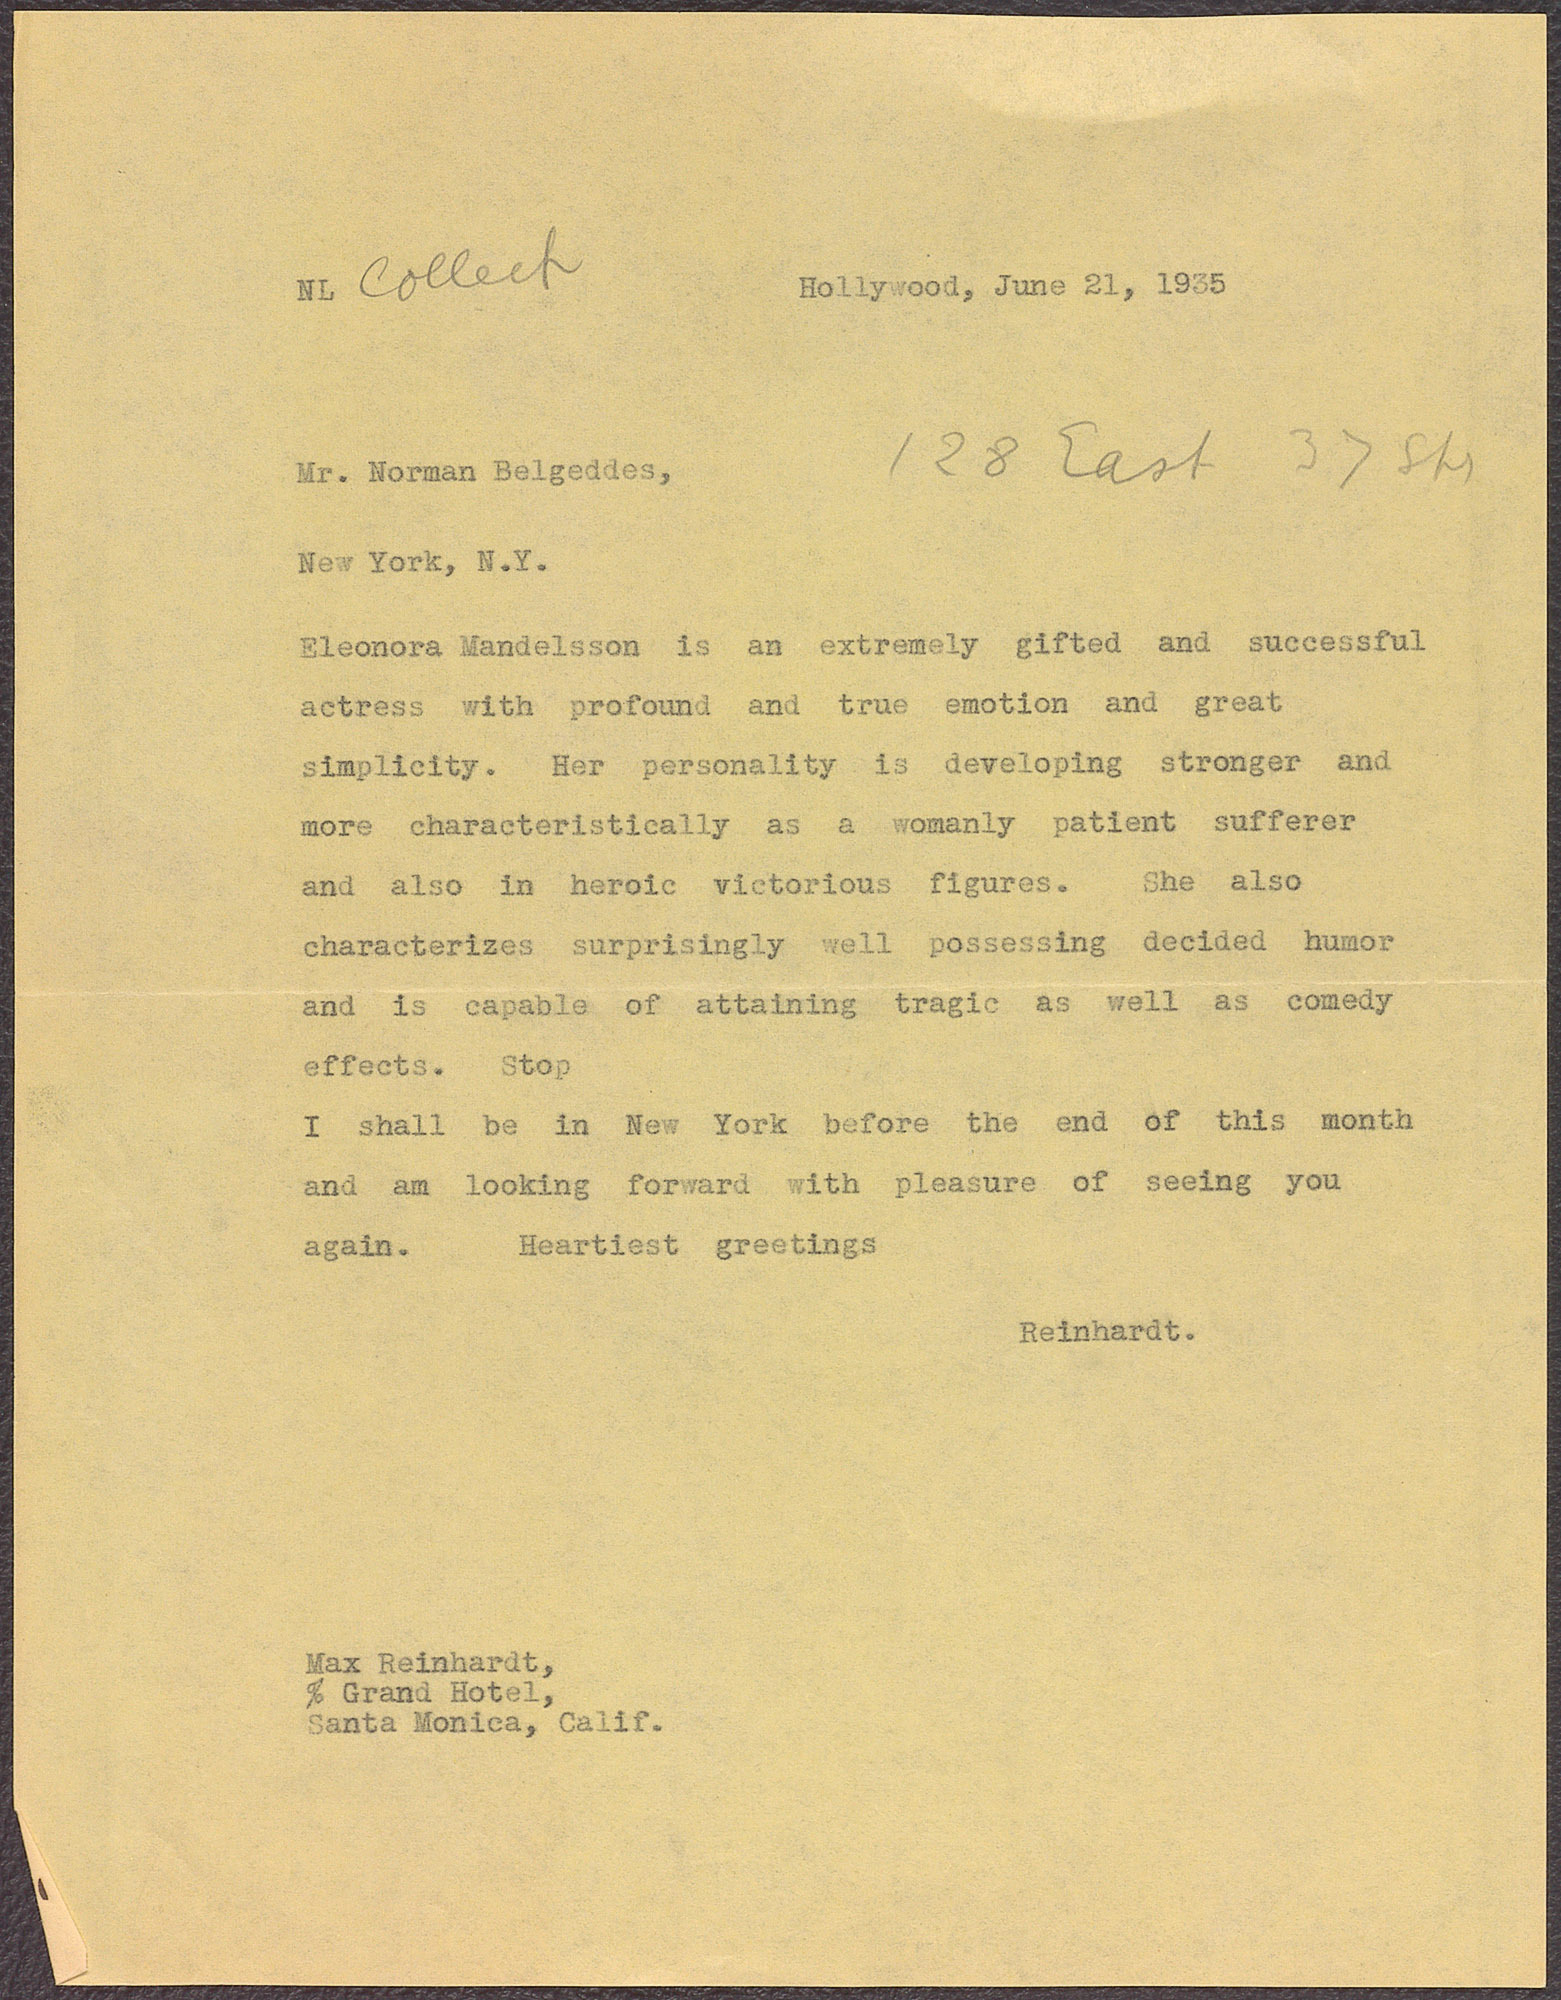 NL Collect Hollywood, June 21, 1935
128 East 37 Str
Mr. Norman Belgeddes,
New York, N.Y.
Eleonora Mandelsson is an extremely gifted and successful
actress with profound and true emotion and great
simplicity. Her personality is developing stronger and
more characteristically as a womanly patient sufferer
and also in heroic victorious figures. She also
characterizes surprisingly well possessing decided humor
and is capable of attaining tragic as well as comedy
effects. Stop
I shall be in New York before the end of this month
and am looking forward with pleasure of seeing you
again. Heartiest greetings
Reinhardt.
Max Reinhardt,
% Grand Hotel,
Santa Monica, Calif.